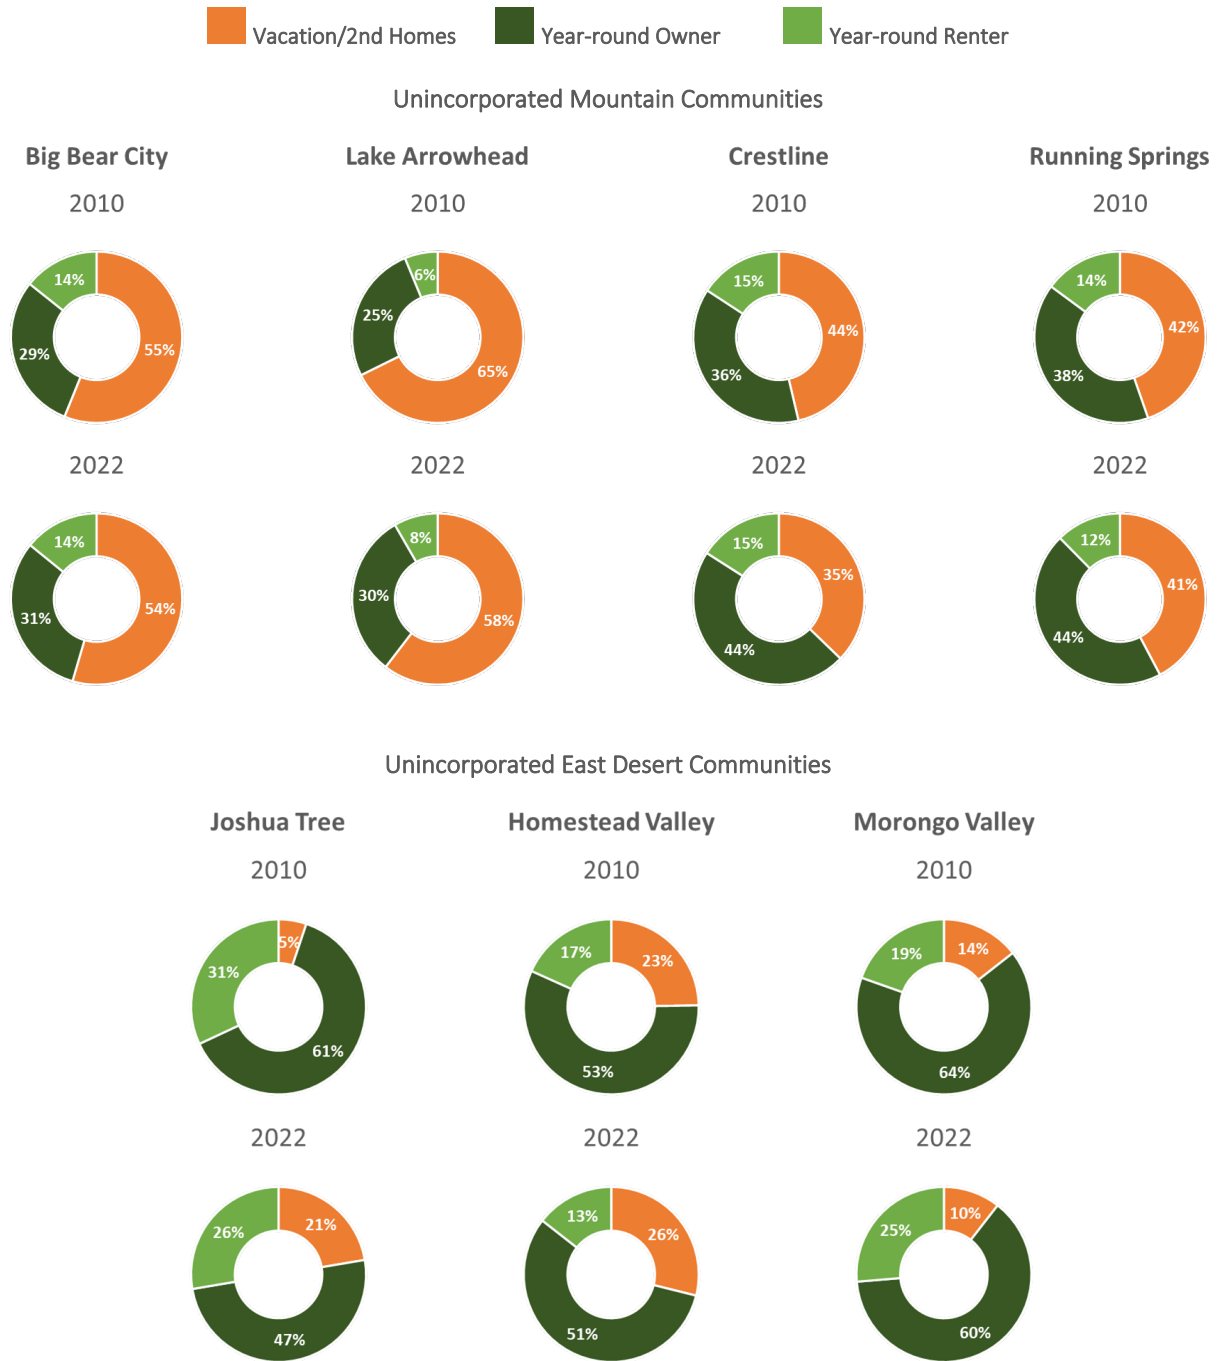 Vacation/2nd Homes Year-round Owner Year-round Renter
Unincorporated Mountain Communities
Big Bear City Lake Arrowhead Crestline Running Springs
2010 2010 2010 2010
14% 55% 29%
6% 25% 65%
15% 44% 36%
14% 42% 38%
2022 2022 2022 2022
14% 54% 31%
8% 30% 58%
15% 35% 44%
12% 41% 44%
Unincorporated East Desert Communities
Joshua Tree Homestead Valley Morongo Valley
2010 2010 2010
5% 31% 61%
17% 23% 53%
19% 14% 64%
2022 2022 2022
21% 26% 47%
13% 26% 51%
10% 25% 60%